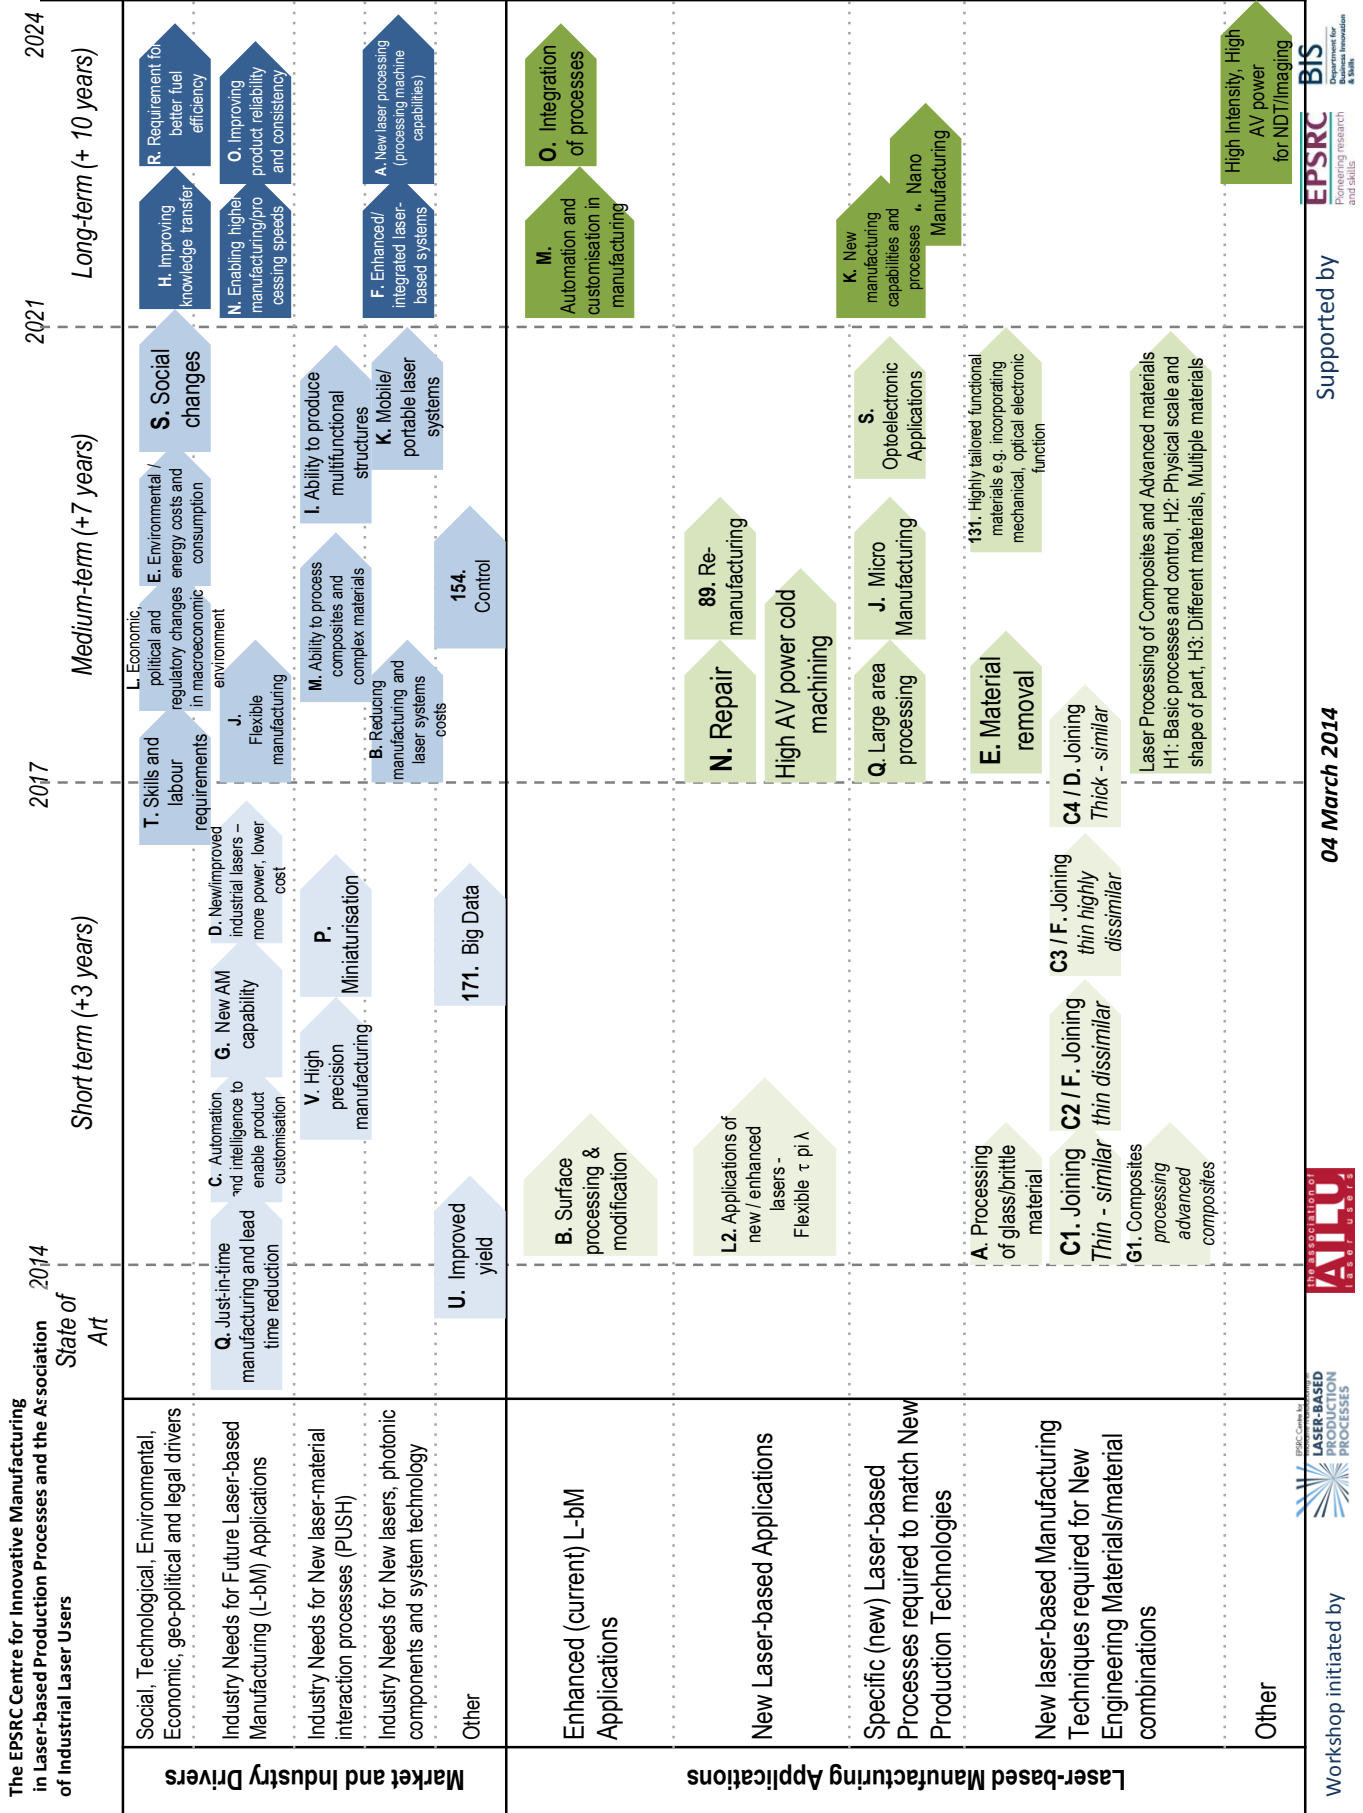 The EPSRC Centre for Innovative Manufacturing
in Laser-based Production Processes and the Association
of Industrial Laser Users
State of
Art
2014
Short term (+3 years)
2017
Medium-term (+7 years)
2021
Long-term (+ 10 years)
2024
Market and Industry Drivers
Social, Technological, Environmental,
Economic, geo-political and legal drivers
T. Skills and
labour
requirements
L. Economic,
political and
regulatory changes
in macroeconomic
environment
E. Environmental /
energy costs and
consumption
S. Social
changes
H. Improving
knowledge transfer
R. Requirement for
better fuel
efficiency
Industry Needs for Future Laser-based
Manufacturing (L-bM) Applications
Q. Just-in-time
manufacturing and lead
time reduction
C. Automation
and intelligence to
enable product
customisation
G. New AM
capability
D. New/improved
industrial lasers –
more power, lower
cost
J.
Flexible
manufacturing
N. Enabling higher
manufacturing/pro
cessing speeds
O. Improving
product reliability
and consistency
Industry Needs for New laser-material
interaction processes (PUSH)
V. High
precision
manufacturing
P.
Miniaturisation
M. Ability to process
composites and
complex materials
I. Ability to produce
multifunctional
structures
Industry Needs for New lasers, photonic
components and system technology
B. Reducing
manufacturing and
laser systems
costs
K. Mobile/
portable laser
systems
F. Enhanced/
integrated laser-
based systems
A. New laser processing
(processing machine
capabilities)
Other
U. Improved
yield
171. Big Data
154.
Control
Laser-based Manufacturing Applications
Enhanced (current) L-bM
Applications
B. Surface
processing &
modification
M.
Automation and
customisation in
manufacturing
O. Integration
of processes
New Laser-based Applications
L2. Applications of
new / enhanced
lasers -
Flexible τ pi λ
N. Repair
89. Re-
manufacturing
High AV power cold
machining
Specific (new) Laser-based
Processes required to match New
Production Technologies
Q. Large area
processing
J. Micro
Manufacturing
S.
Optoelectronic
Applications
K. New
manufacturing
capabilities and
processes
Nano
Manufacturing
New laser-based Manufacturing
Techniques required for New
Engineering Materials/material
combinations
A. Processing
of glass/brittle
material
E. Material
removal
131. Highly tailored functional
materials e.g. incorporating
mechanical, optical electronic
function
C1. Joining
Thin - similar
C2 / F. Joining
thin dissimilar
C3 / F. Joining
thin highly
dissimilar
C4 / D. Joining
Thick - similar
G1. Composites
processing
advanced
composites
Laser Processing of Composites and Advanced materials
H1: Basic processes and control, H2: Physical scale and
shape of part, H3: Different materials, Multiple materials
Other
High Intensity, High
AV power
for NDT/Imaging
Workshop initiated by
EPSRC Centre for
LASER-BASED
PRODUCTION
PROCESSES
the association of
AILU
laser users
04 March 2014
Supported by
EPSRC
Pioneering research
and skills
BIS
Department for
Business Innovation
& Skills